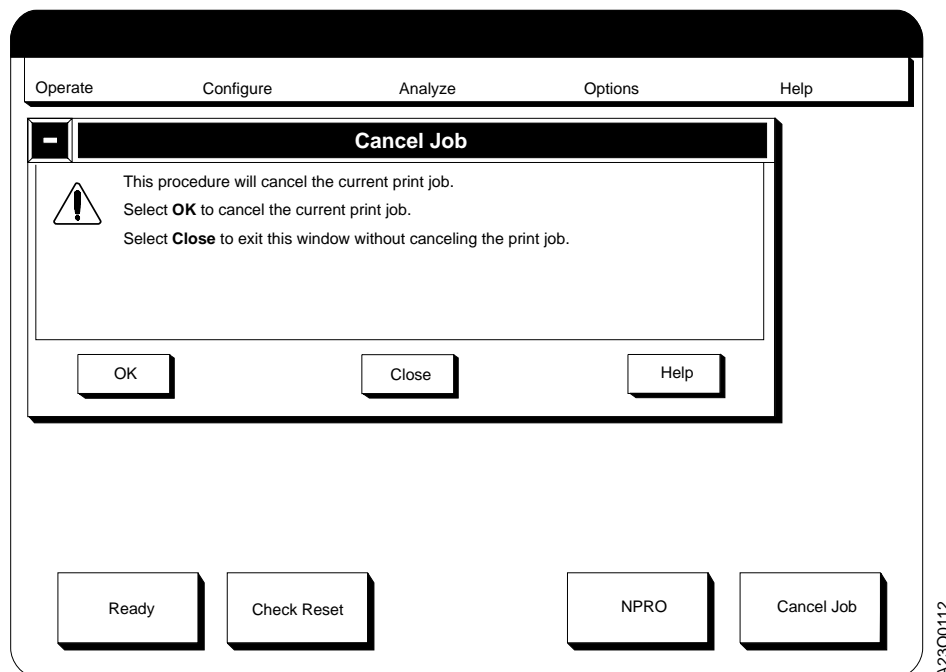 Operate Configure Analyze Options Help
Cancel Job
This procedure will cancel the current print job.
Select OK to cancel the current print job.
Select Close to exit this window without canceling the print job.
OK Close Help
Ready Check Reset NPRO Cancel Job